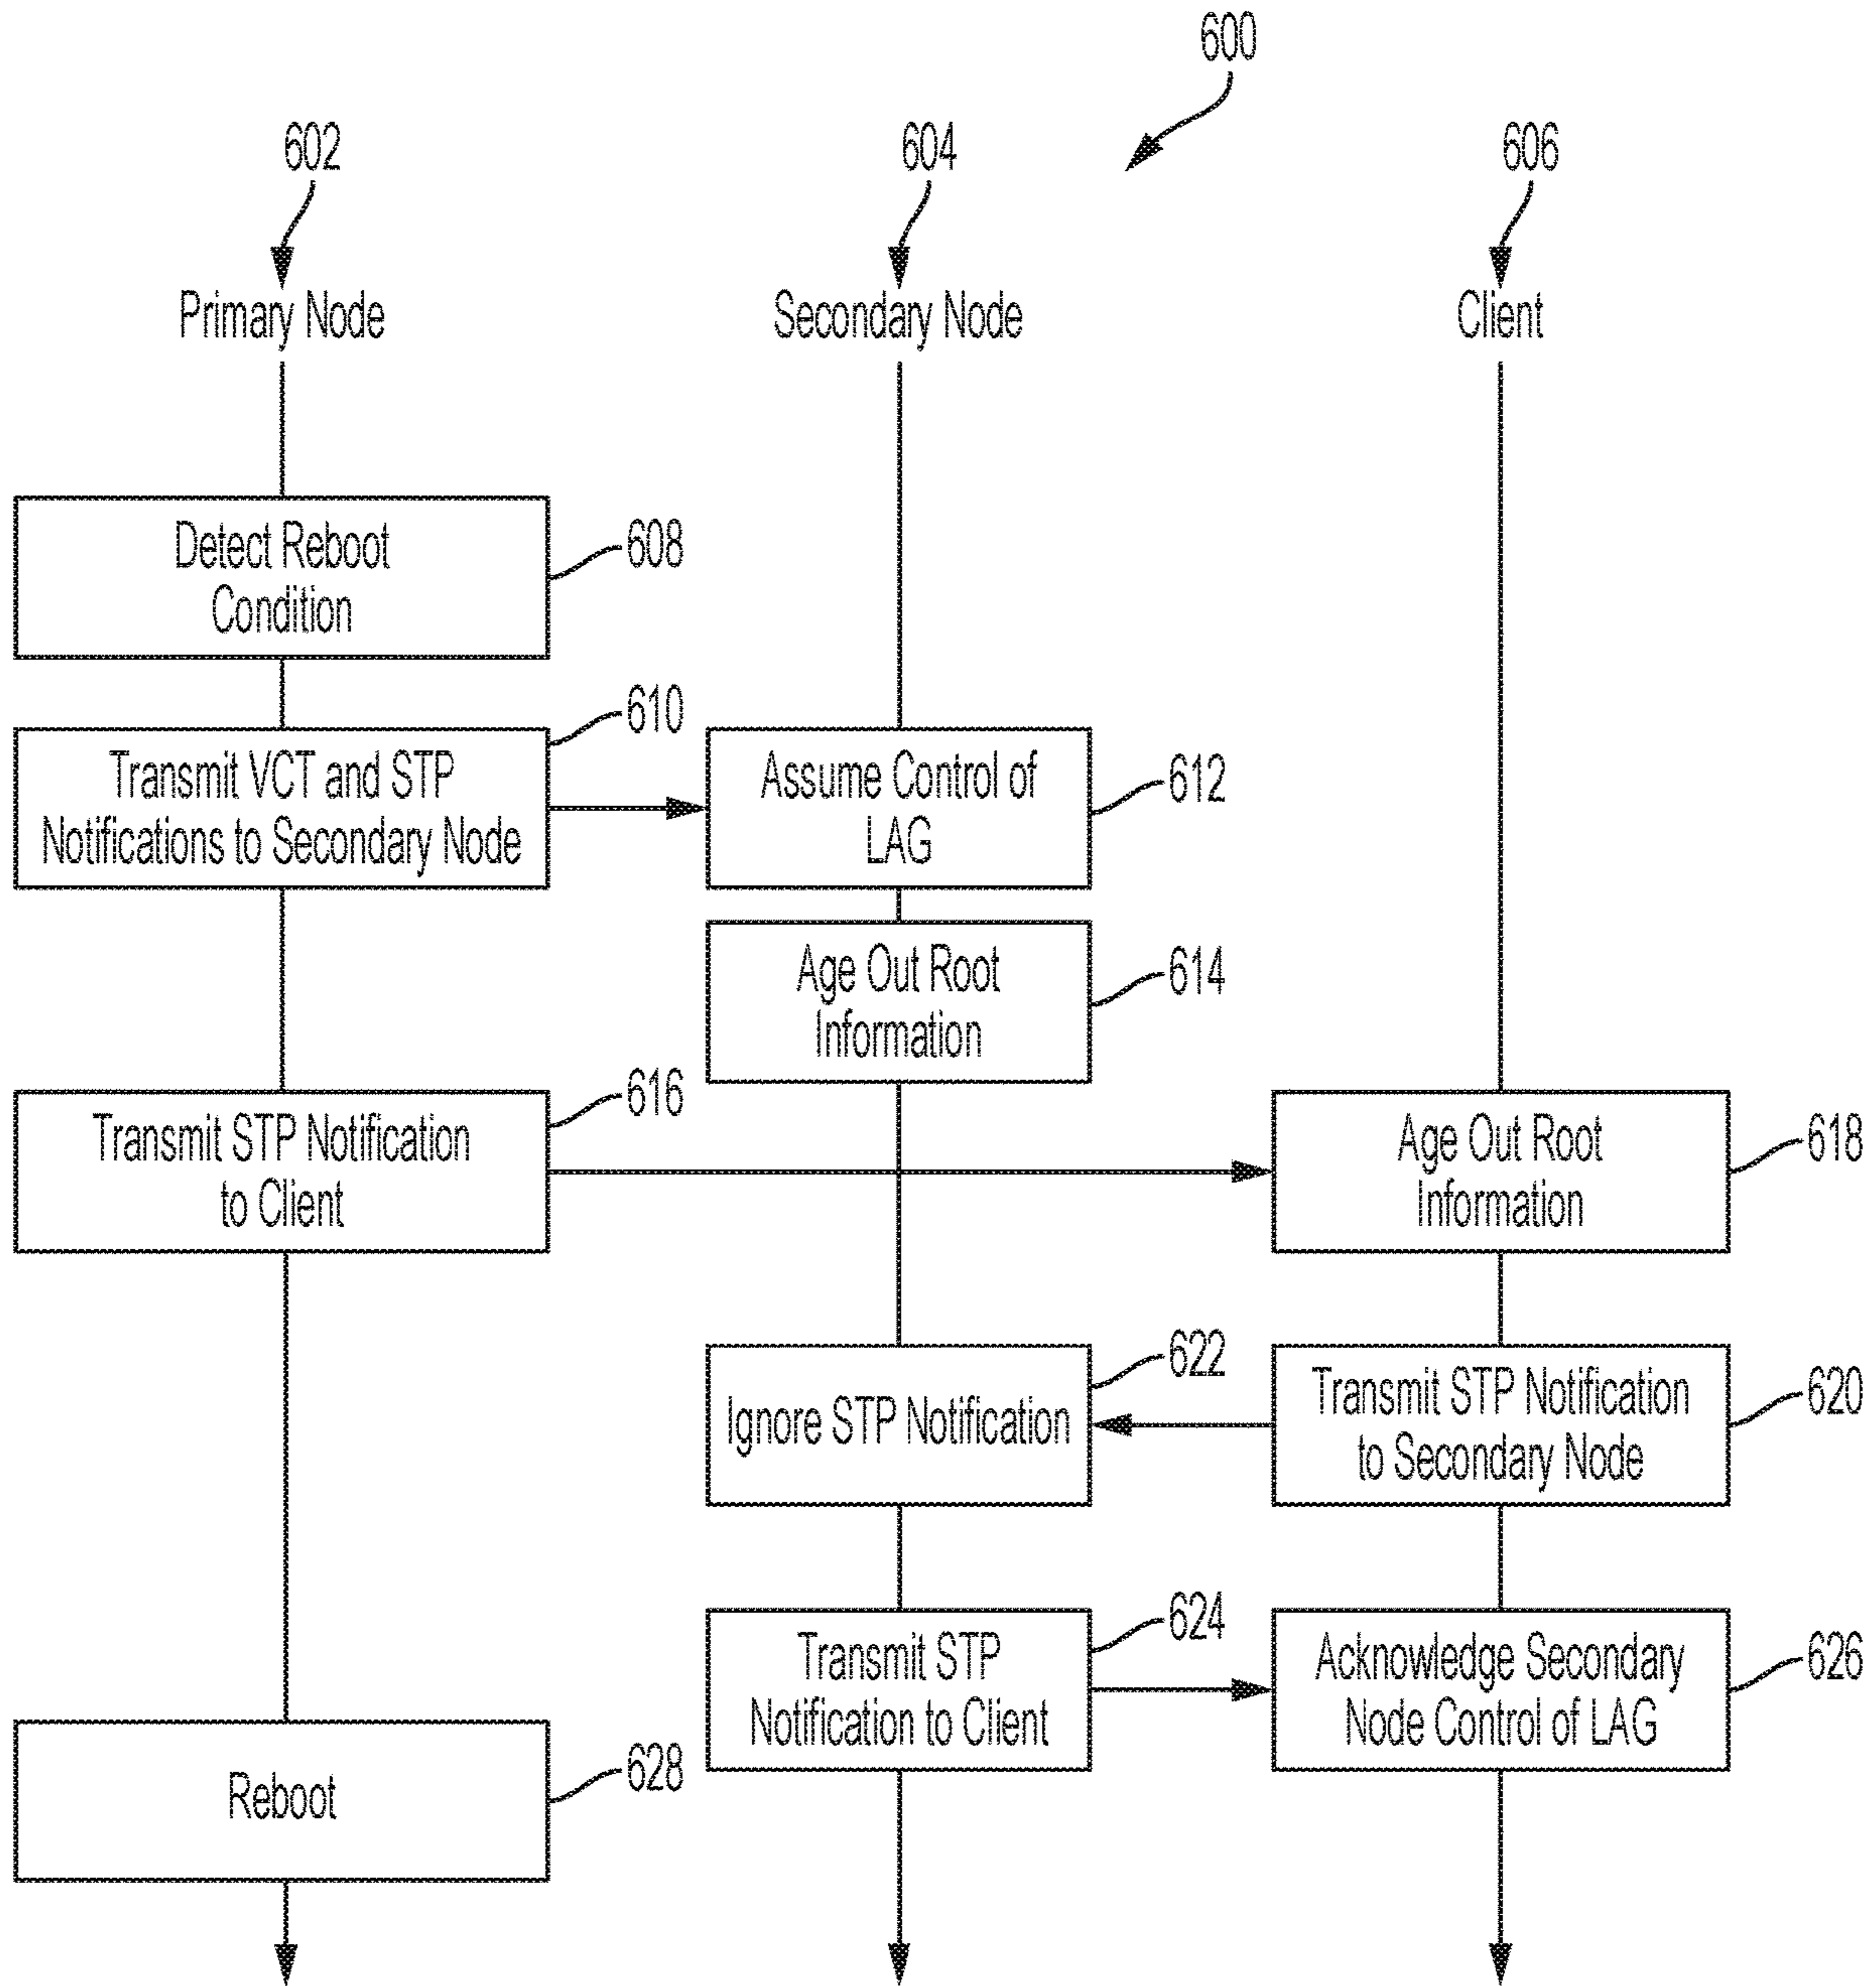 600
602
604
606
Primary Node
Secondary Node
Client
Detect Reboot
Condition
608
Transmit VCT and STP
Notifications to Secondary Node
610
Assume Control of
LAG
612
Age Out Root
Information
614
Transmit STP Notification
to Client
616
Age Out Root
Information
618
Ignore STP Notification
622
Transmit STP Notification
to Secondary Node
620
Transmit STP
Notification to Client
624
Acknowledge Secondary
Node Control of LAG
626
Reboot
628